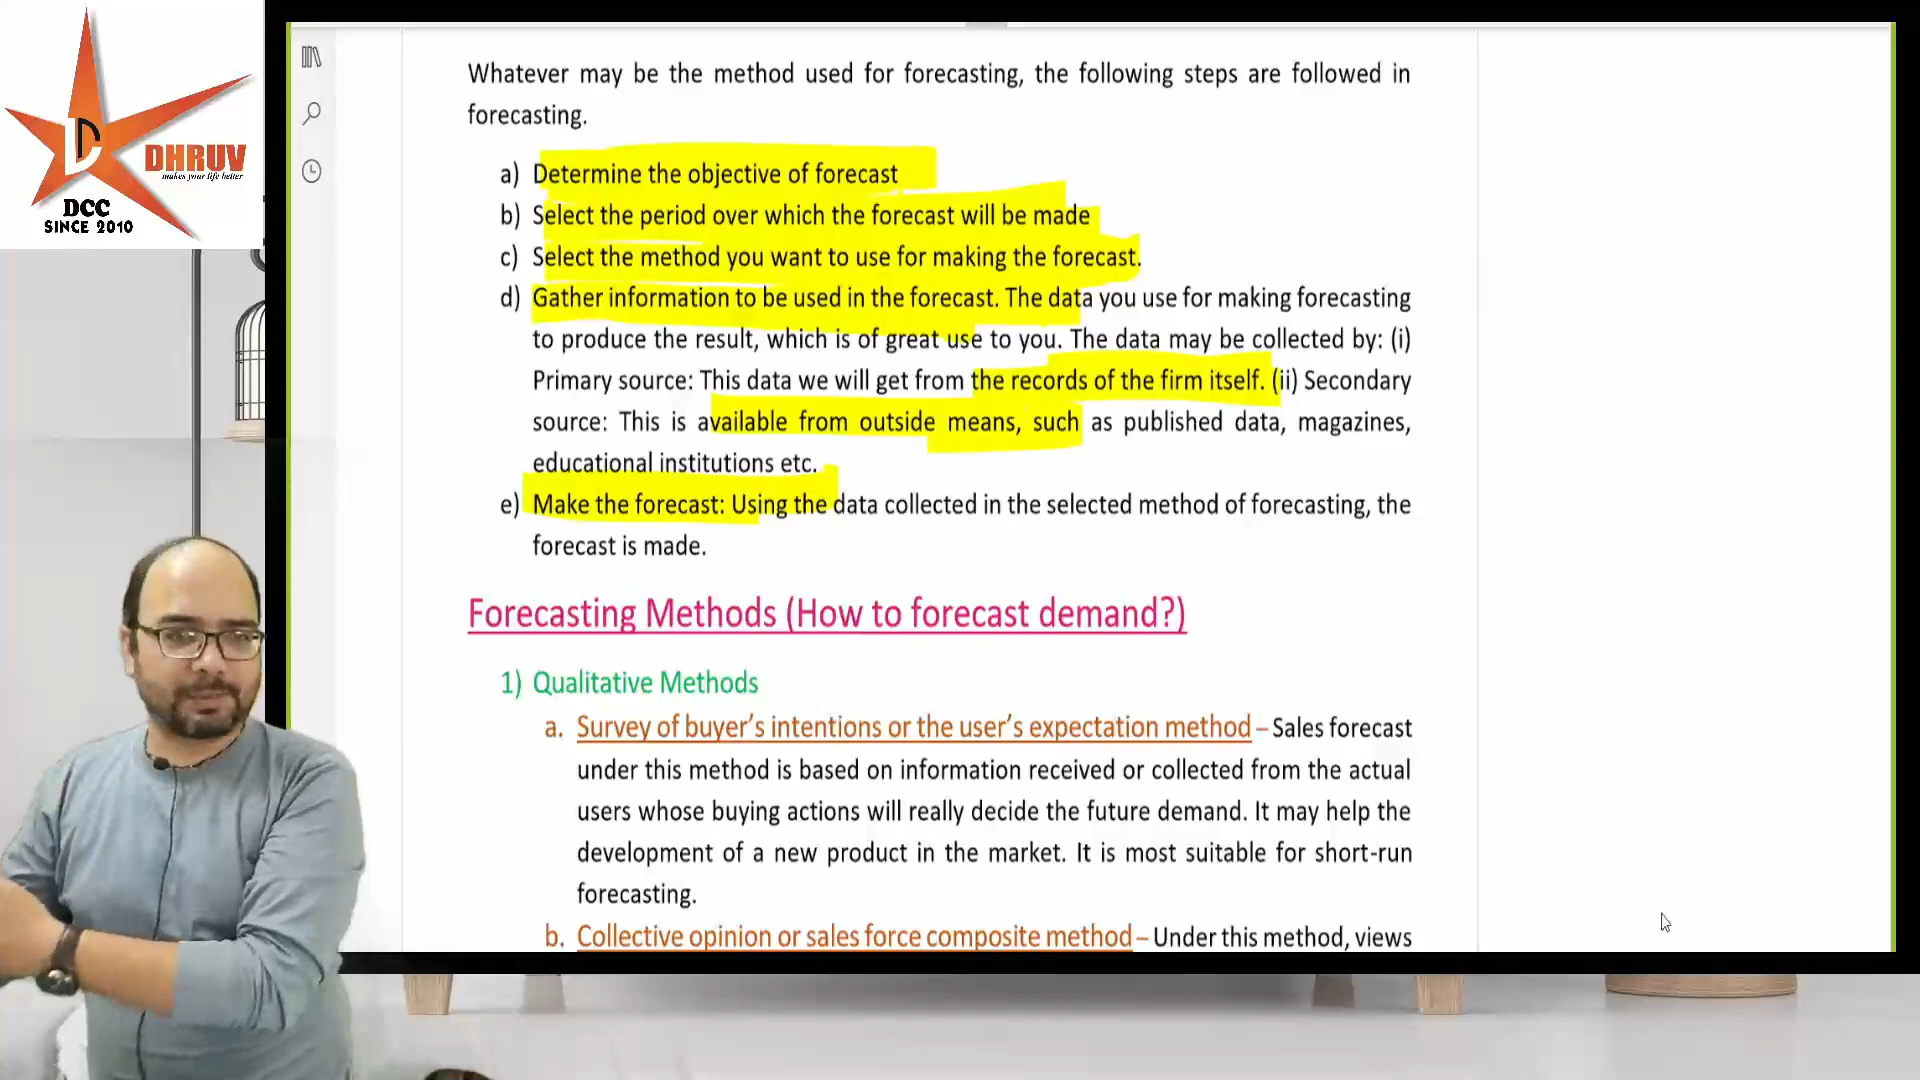 DHRUV
makes your life better
DCC
SINCE 2010
Whatever may be the method used for forecasting, the following steps are followed in
forecasting.
a) Determine the objective of forecast
b) Select the period over which the forecast will be made
c) Select the method you want to use for making the forecast.
d) Gather information to be used in the forecast. The data you use for making forecasting
to produce the result, which is of great use to you. The data may be collected by: (i)
Primary source: This data we will get from the records of the firm itself. (ii) Secondary
source: This is available from outside means, such as published data, magazines,
educational institutions etc.
e) Make the forecast: Using the data collected in the selected method of forecasting, the
forecast is made.
Forecasting Methods (How to forecast demand?)
1) Qualitative Methods
a. Survey of buyer's intentions or the user's expectation method – Sales forecast
under this method is based on information received or collected from the actual
users whose buying actions will really decide the future demand. It may help the
development of a new product in the market. It is most suitable for short-run
forecasting.
b. Collective opinion or sales force composite method – Under this method, views